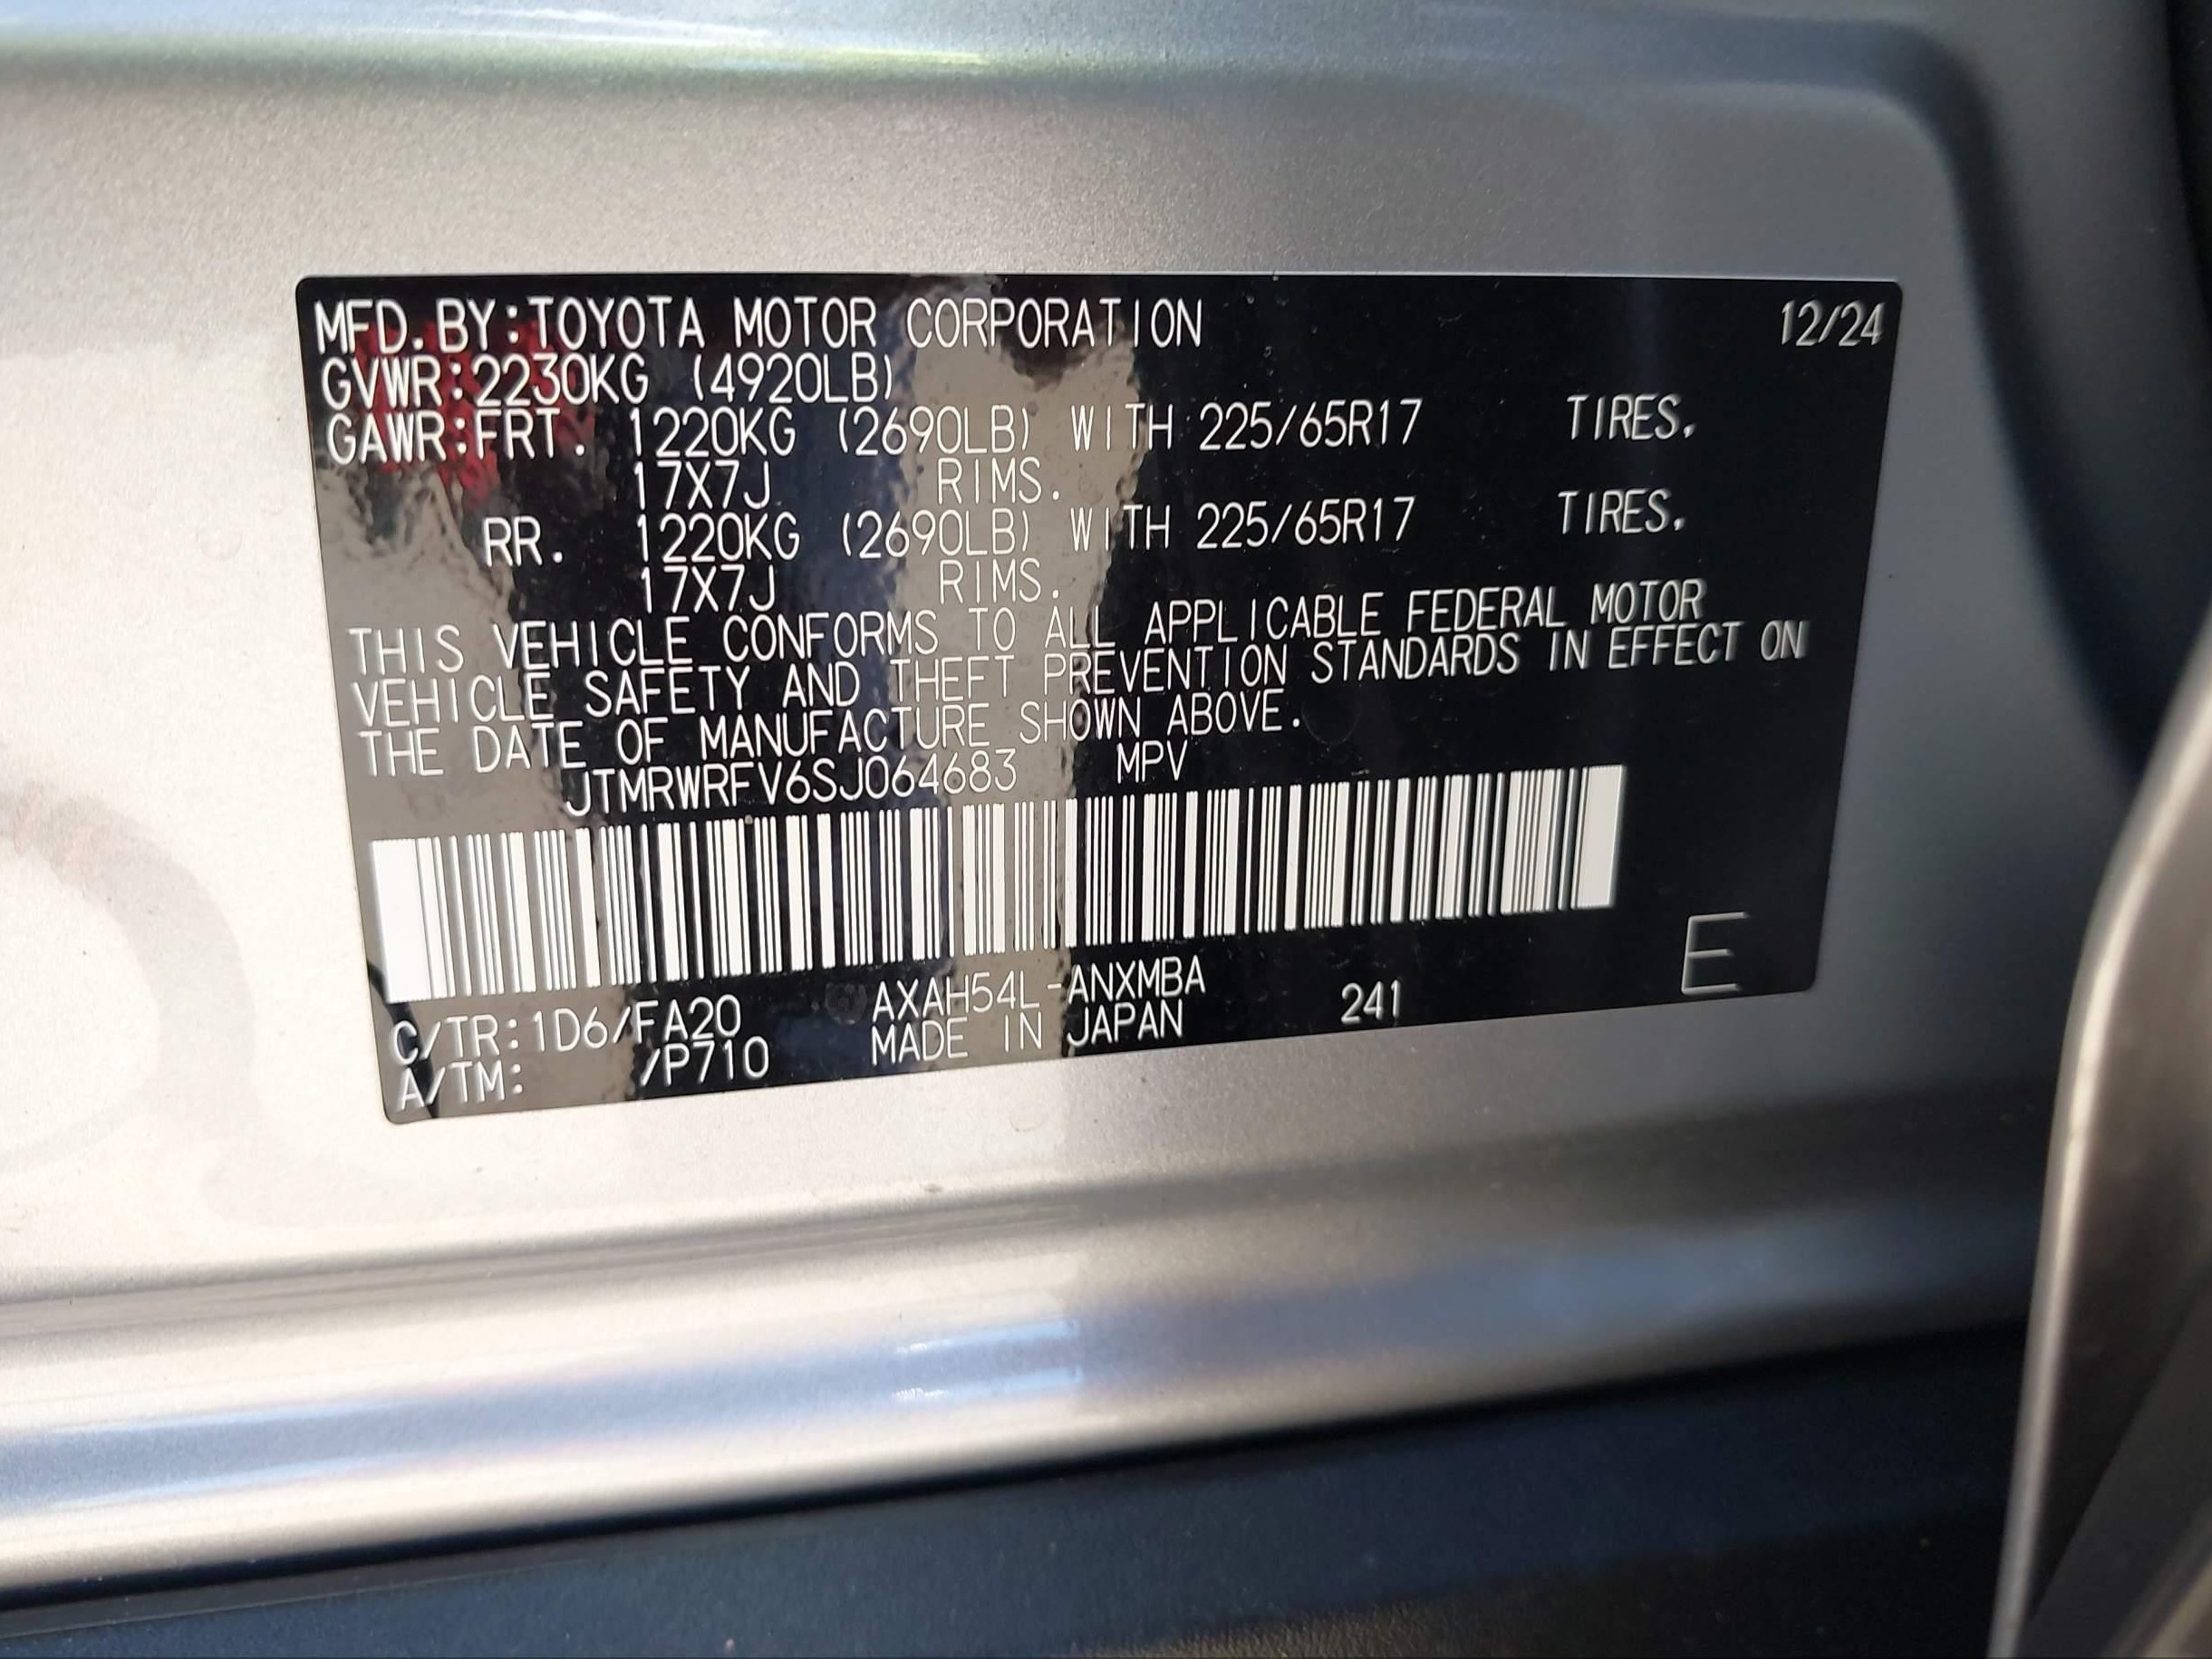 MFD. BY:TOYOTA MOTOR CORPORATION 12/24
GVWR:2230KG (4920LB)
GAWR:FRT. 1220KG (2690LB) WITH 225/65R17 TIRES.
17X7J RIMS.
RR. 1220KG (2690LB) WITH 225/65R17 TIRES.
17X7J RIMS.
THIS VEHICLE CONFORMS TO ALL APPLICABLE FEDERAL MOTOR
VEHICLE SAFETY AND THEFT PREVENTION STANDARDS IN EFFECT ON
THE DATE OF MANUFACTURE SHOWN ABOVE.
JTMRWRFV6SJ064683 MPV
C/TR:1D6/FA20 AXAH54L-ANXMBA 241 E
A/TM: /P710 MADE IN JAPAN